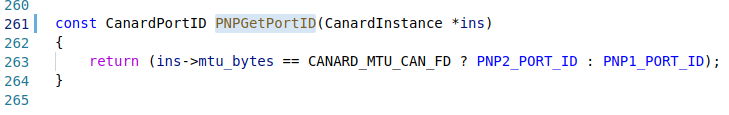 260
261 const CanardPortID PNPGetPortID(CanardInstance *ins)
262 {
263     return (ins->mtu_bytes == CANARD_MTU_CAN_FD ? PNP2_PORT_ID : PNP1_PORT_ID);
264 }
265